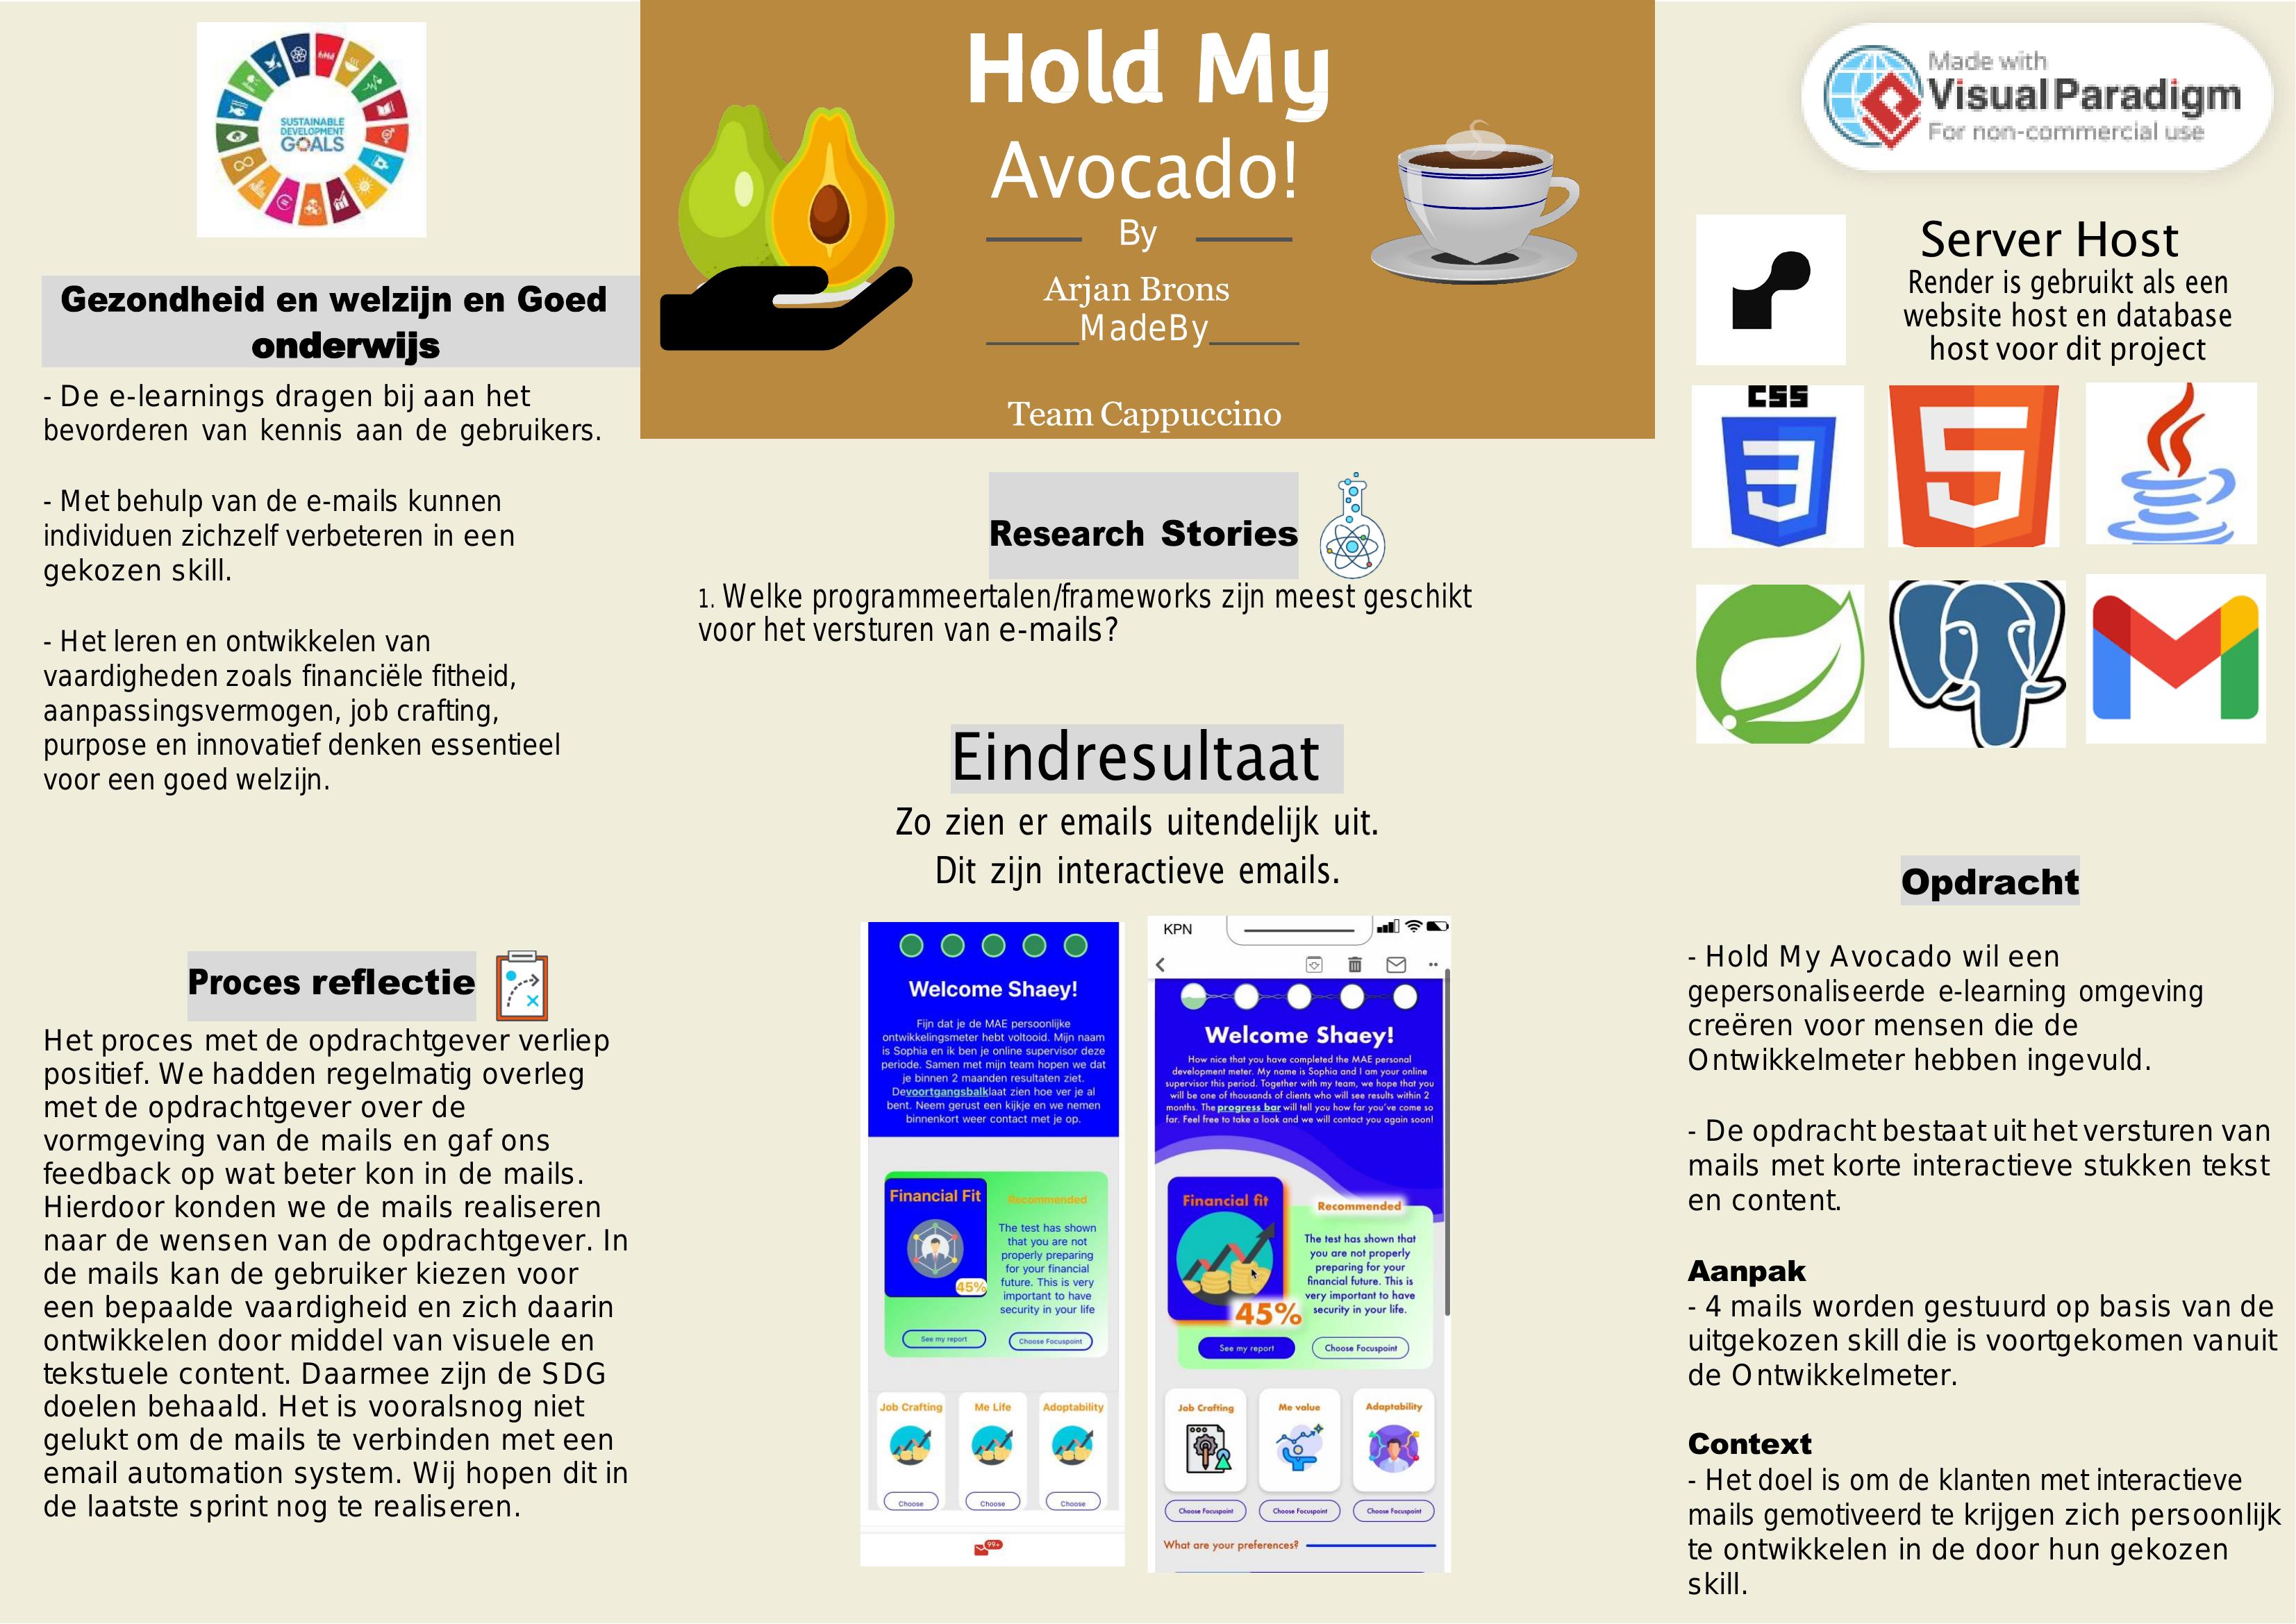 SUSTAINABLE
DEVELOPMENT
GOALS
Gezondheid en welzijn en Goed
onderwijs
- De e-learnings dragen bij aan het
bevorderen van kennis aan de gebruikers.
- Met behulp van de e-mails kunnen
individuen zichzelf verbeteren in een
gekozen skill.
- Het leren en ontwikkelen van
vaardigheden zoals financiële fitheid,
aanpassingsvermogen, job crafting,
purpose en innovatief denken essentieel
voor een goed welzijn.
Proces reflectie
Het proces met de opdrachtgever verliep
positief. We hadden regelmatig overleg
met de opdrachtgever over de
vormgeving van de mails en gaf ons
feedback op wat beter kon in de mails.
Hierdoor konden we de mails realiseren
naar de wensen van de opdrachtgever. In
de mails kan de gebruiker kiezen voor
een bepaalde vaardigheid en zich daarin
ontwikkelen door middel van visuele en
tekstuele content. Daarmee zijn de SDG
doelen behaald. Het is vooralsnog niet
gelukt om de mails te verbinden met een
email automation system. Wij hopen dit in
de laatste sprint nog te realiseren.
Hold My
Avocado!
By
Arjan Brons
MadeBy
Team Cappuccino
Research Stories
1. Welke programmeertalen/frameworks zijn meest geschikt
voor het versturen van e-mails?
Eindresultaat
Zo zien er emails uitendelijk uit.
Dit zijn interactieve emails.
Welcome Shaey!
Fijn dat je de MAE persoonlijke
ontwikkelingsmeter hebt voltooid. Mijn naam
is Sophia en ik ben je online supervisor deze
periode. Samen met mijn team hopen we dat
je binnen 2 maanden resultaten ziet.
Devoortgangsbalklaat zien hoe ver je al
bent. Neem gerust een kijkje en we nemen
binnenkort weer contact met je op.
Financial Fit
45%
Recommended
The test has shown
that you are not
properly preparing
for your financial
future. This is very
important to have
security in your life
See my report
Choose Focuspoint
Job Crafting
Me Life
Adoptability
Choose
Choose
Choose
99+
KPN
Welcome Shaey!
How nice that you have completed the MAE personal
development meter. My name is Sophia and I am your online
supervisor this period. Together with my team, we hope that you
will be one of thousands of clients who will see results within 2
months. The progress bar will tell you how far you've come so
far. Feel free to take a look and we will contact you again soon!
Financial fit
45%
Recommended
The test has shown that
you are not properly
preparing for your
financial future. This is
very important to have
security in your life.
See my report
Choose Focuspoint
Job Crafting
Me value
Adaptability
Choose Focuspoint
Choose Focuspoint
Choose Focuspoint
What are your preferences?
Made with
Visual Paradigm
For non-commercial use
Server Host
Render is gebruikt als een
website host en database
host voor dit project
CSS
Opdracht
- Hold My Avocado wil een
gepersonaliseerde e-learning omgeving
creëren voor mensen die de
Ontwikkelmeter hebben ingevuld.
- De opdracht bestaat uit het versturen van
mails met korte interactieve stukken tekst
en content.
Aanpak
- 4 mails worden gestuurd op basis van de
uitgekozen skill die is voortgekomen vanuit
de Ontwikkelmeter.
Context
- Het doel is om de klanten met interactieve
mails gemotiveerd te krijgen zich persoonlijk
te ontwikkelen in de door hun gekozen
skill.